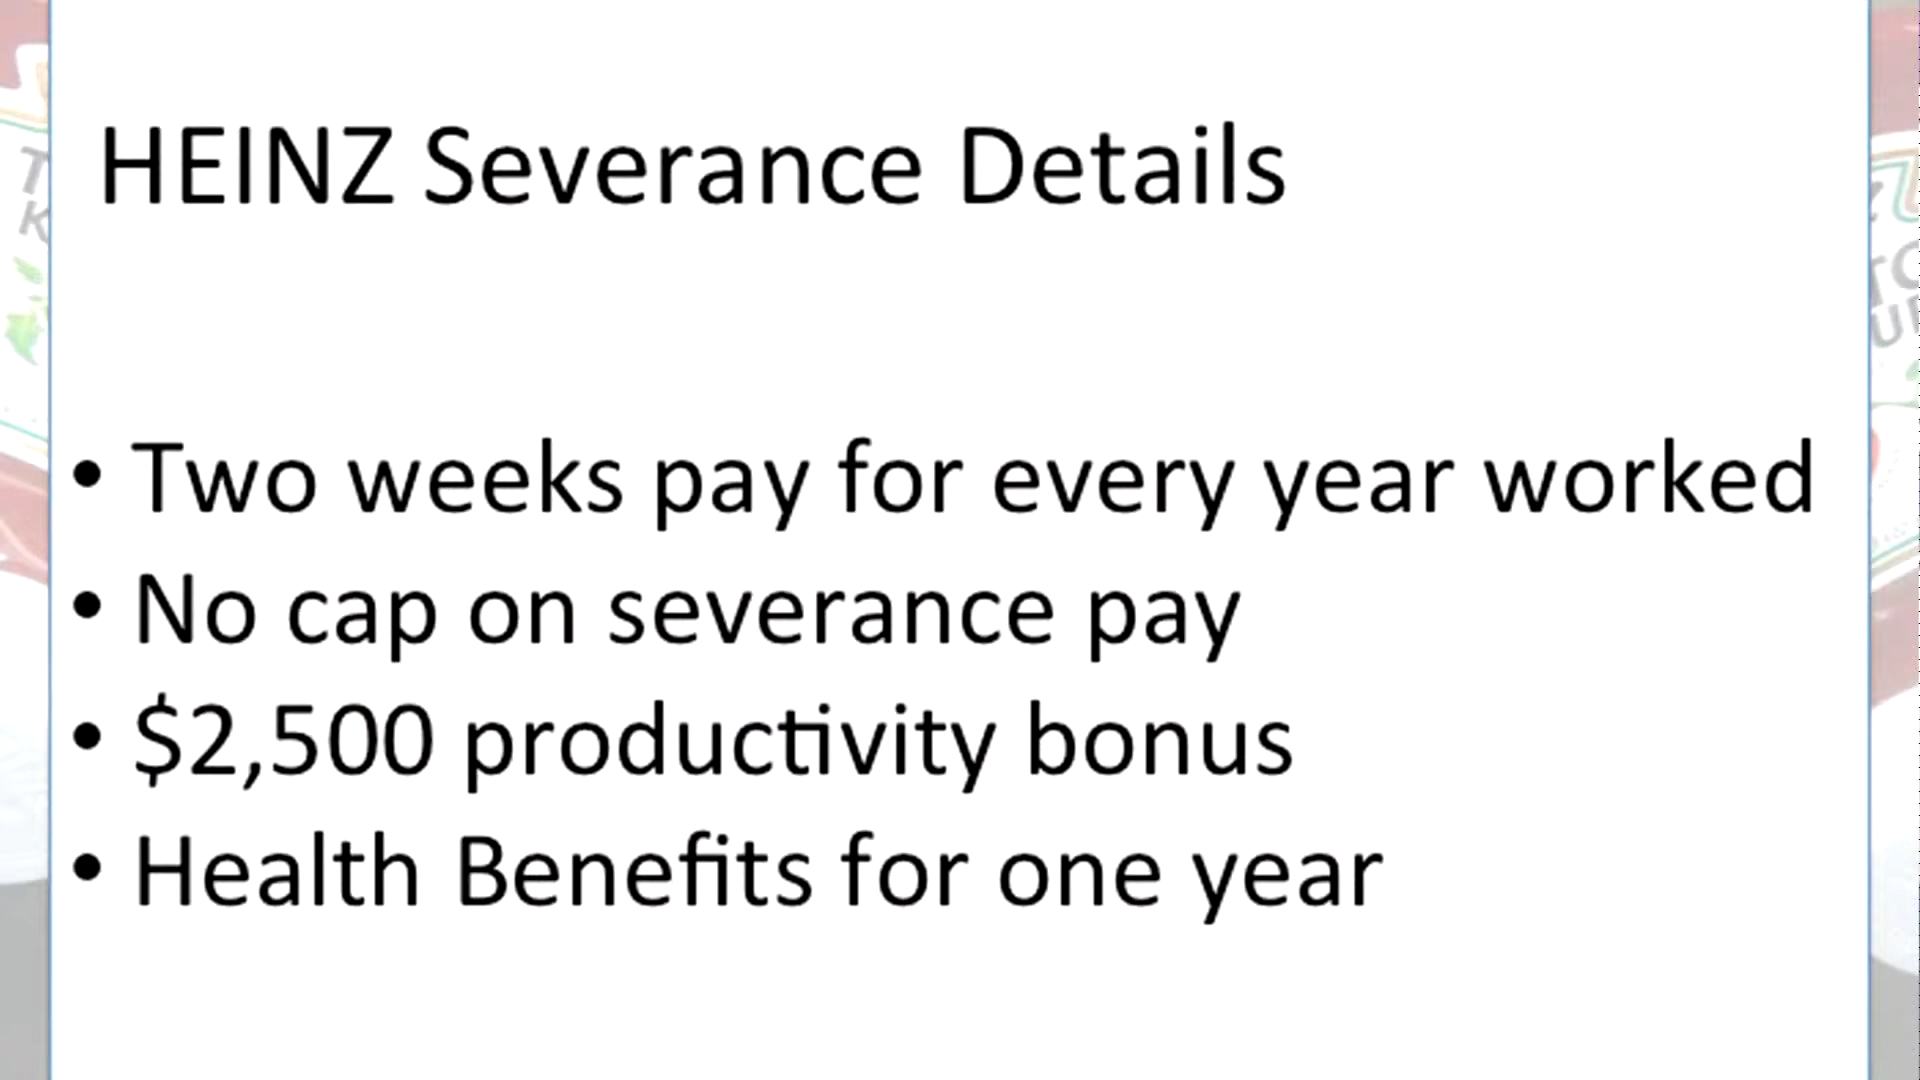 HEINZ Severance Details
• Two weeks pay for every year worked
• No cap on severance pay
• $2,500 productivity bonus
• Health Benefits for one year